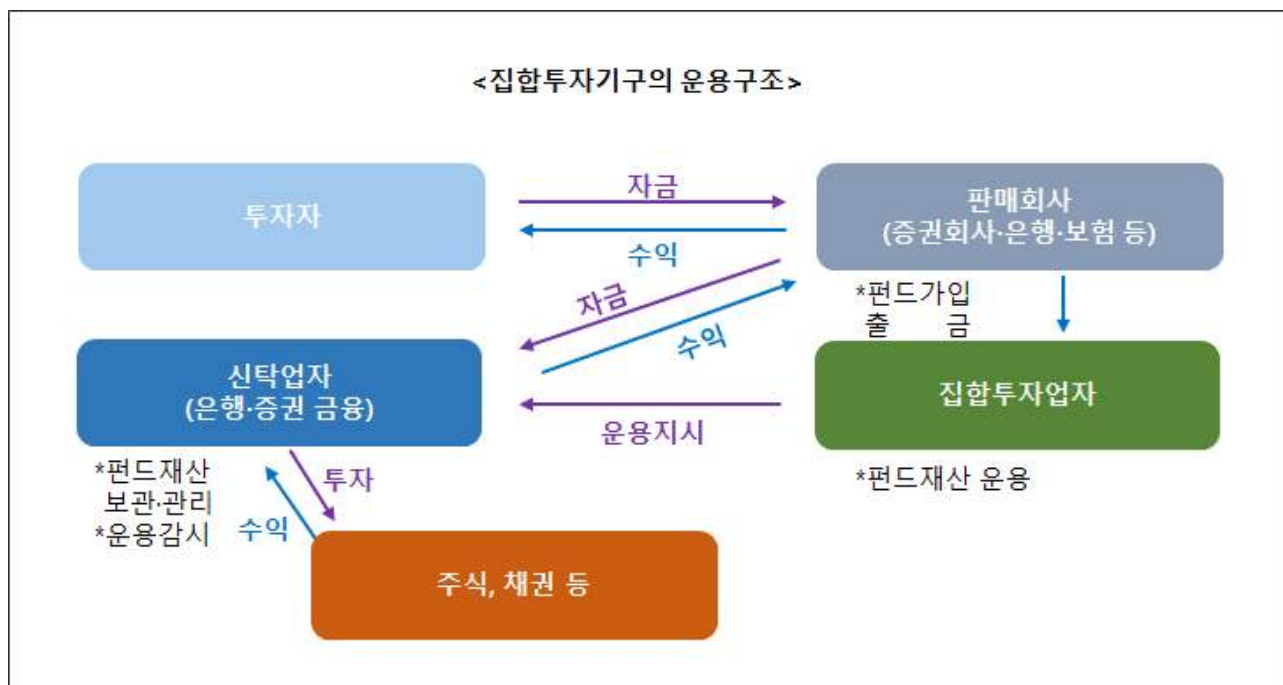 <집합투자기구의 운용구조>
투자자
자금
수익
판매회사
(증권회사·은행·보험 등)
자금
수익
*펀드가입
출 금
신탁업자
(은행·증권 금융)
운용지시
집합투자업자
*펀드재산
보관·관리
*운용감시
투자
수익
*펀드재산 운용
주식, 채권 등